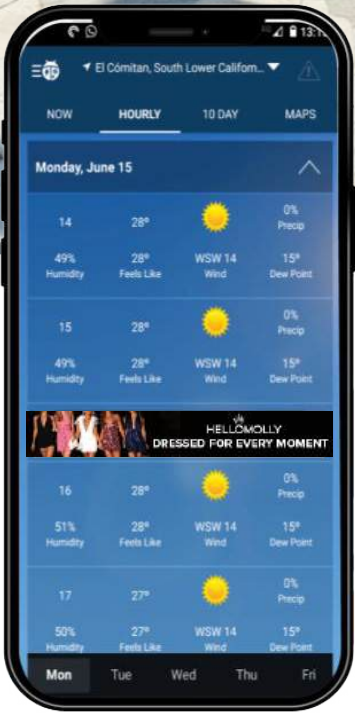 13:1
El Cómitan, South Lower Californ...
NOW HOURLY 10 DAY MAPS
Monday, June 15
14 28° 0%
Precip
49% 28° WSW 14 15°
Humidity Feels Like Wind Dew Point
15 28° 0%
Precip
49% 28° WSW 14 15°
Humidity Feels Like Wind Dew Point
HELLOMOLLY
DRESSED FOR EVERY MOMENT
16 28° 0%
Precip
51% 28° WSW 14 15°
Humidity Feels Like Wind Dew Point
17 27° 0%
Precip
50% 27° WSW 14 15°
Humidity Feels Like Wind Dew Point
Mon Tue Wed Thu Fri